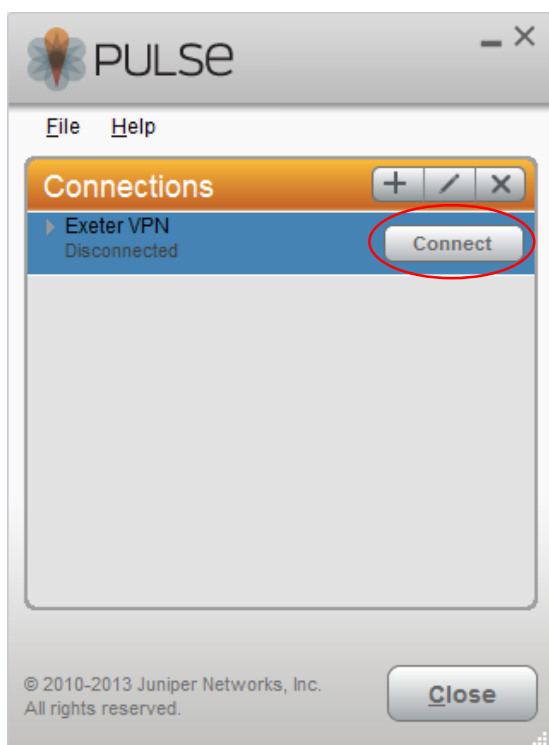 PULSE
File Help
Connections
Exeter VPN
Disconnected
Connect
© 2010-2013 Juniper Networks, Inc.
All rights reserved.
Close